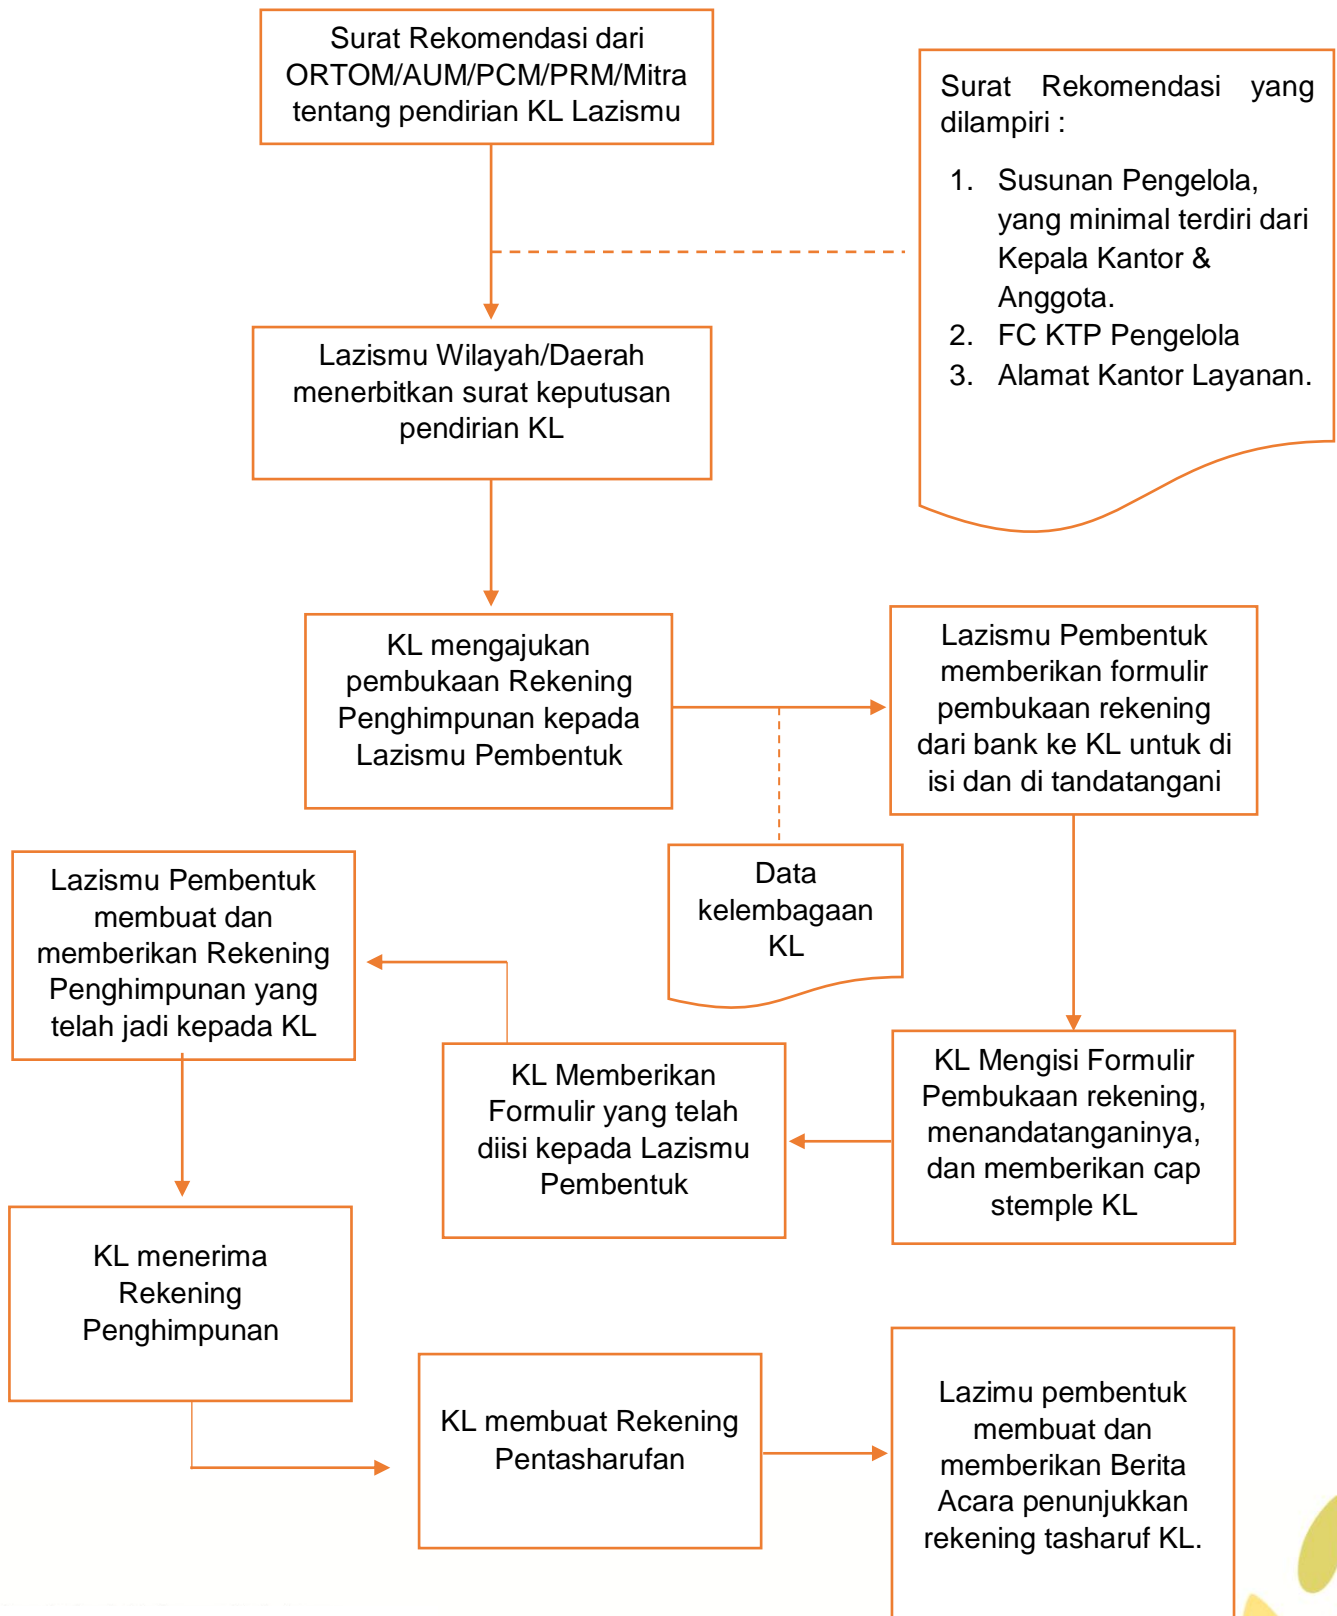 Surat Rekomendasi dari
ORTOM/AUM/PCM/PRM/Mitra
tentang pendirian KL Lazismu
Surat Rekomendasi yang
dilampiri :
1. Susunan Pengelola,
yang minimal terdiri dari
Kepala Kantor &
Anggota.
2. FC KTP Pengelola
3. Alamat Kantor Layanan.
Lazismu Wilayah/Daerah
menerbitkan surat keputusan
pendirian KL
KL mengajukan
pembukaan Rekening
Penghimpunan kepada
Lazismu Pembentuk
Lazismu Pembentuk
memberikan formulir
pembukaan rekening
dari bank ke KL untuk di
isi dan di tandatangani
Data
kelembagaan
KL
KL Mengisi Formulir
Pembukaan rekening,
menandatanganinya,
dan memberikan cap
stemple KL
KL Memberikan
Formulir yang telah
diisi kepada Lazismu
Pembentuk
Lazismu Pembentuk
membuat dan
memberikan Rekening
Penghimpunan yang
telah jadi kepada KL
KL menerima
Rekening
Penghimpunan
KL membuat Rekening
Pentasharufan
Lazimu pembentuk
membuat dan
memberikan Berita
Acara penunjukkan
rekening tasharuf KL.